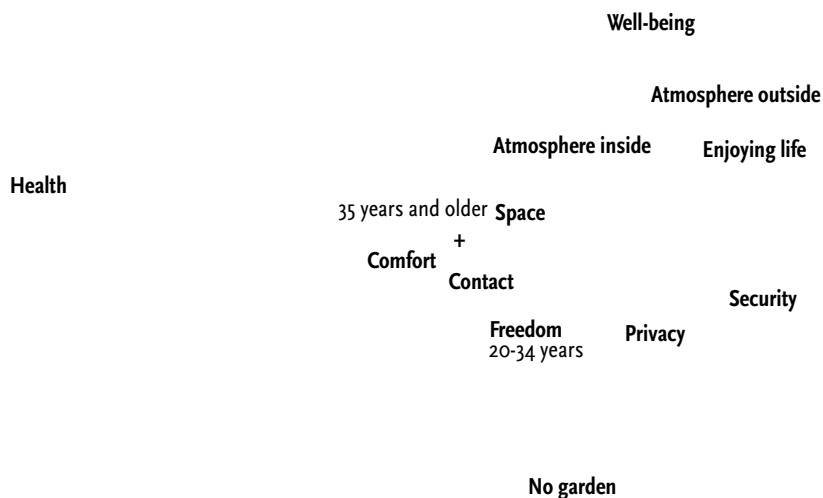 Well-being
Atmosphere outside
Atmosphere inside
Enjoying life
Health
35 years and older
Space
+
Comfort
Contact
Security
Freedom
Privacy
20-34 years
No garden